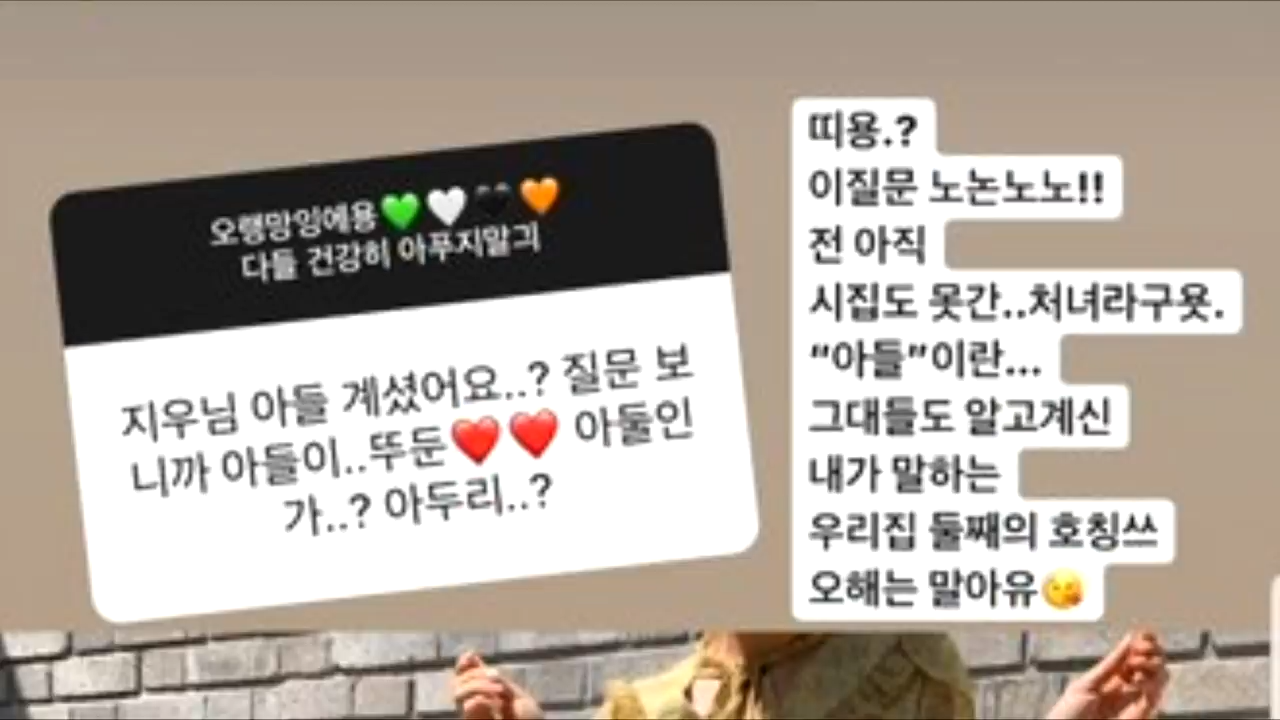 오랭망잉에용💚🤍🖤🧡
다들 건강히 아푸지말긔
지우님 아들 계셨어요..? 질문 보
니까 아들이..뚜둔❤️❤️ 아둘인
가..? 아두리..?
띠용.?
이질문 노논노노!!
전 아직
시집도 못간..처녀라구욧.
“아들”이란...
그대들도 알고계신
내가 말하는
우리집 둘째의 호칭쓰
오해는 말아유😘